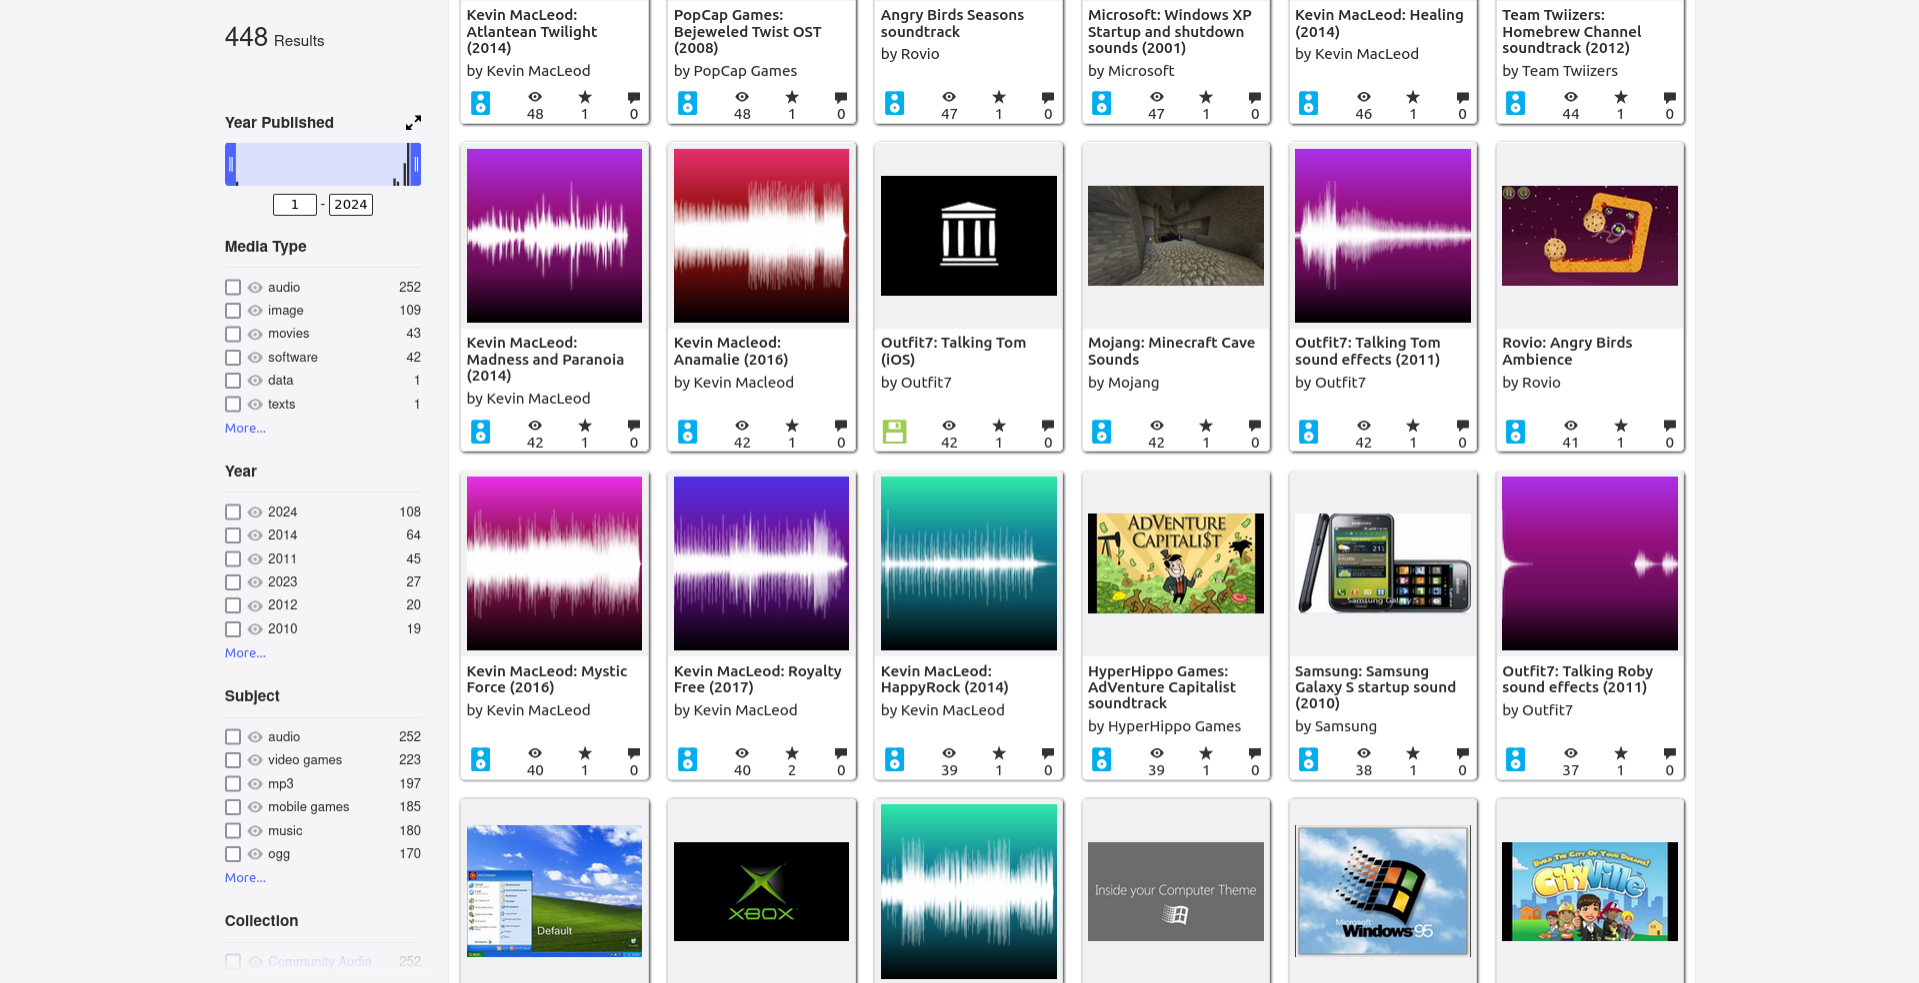 448 Results
Year Published
1 - 2024
Media Type
audio 252
image 109
movies 43
software 42
data 1
texts 1
More...
Year
2024 108
2014 64
2011 45
2023 27
2012 20
2010 19
More...
Subject
audio 252
video games 223
mp3 197
mobile games 185
music 180
ogg 170
More...
Collection
Community Audio 252
Kevin MacLeod:
Atlantean Twilight
(2014)
by Kevin MacLeod
48 1 0
PopCap Games:
Bejeweled Twist OST
(2008)
by PopCap Games
48 1 0
Angry Birds Seasons
soundtrack
by Rovio
47 1 0
Microsoft: Windows XP
Startup and shutdown
sounds (2001)
by Microsoft
47 1 0
Kevin MacLeod: Healing
(2014)
by Kevin MacLeod
46 1 0
Team Twiizers:
Homebrew Channel
soundtrack (2012)
by Team Twiizers
44 1 0
Kevin MacLeod:
Madness and Paranoia
(2014)
by Kevin MacLeod
42 1 0
Kevin Macleod:
Anamalie (2016)
by Kevin Macleod
42 1 0
Outfit7: Talking Tom
(iOS)
by Outfit7
42 1 0
Mojang: Minecraft Cave
Sounds
by Mojang
42 1 0
Outfit7: Talking Tom
sound effects (2011)
by Outfit7
42 1 0
Rovio: Angry Birds
Ambience
by Rovio
41 1 0
Kevin MacLeod: Mystic
Force (2016)
by Kevin MacLeod
40 1 0
Kevin MacLeod: Royalty
Free (2017)
by Kevin MacLeod
40 2 0
Kevin MacLeod:
HappyRock (2014)
by Kevin MacLeod
39 1 0
ADVENTURE
CAPITALI$T
HyperHippo Games:
AdVenture Capitalist
soundtrack
by HyperHippo Games
39 1 0
Samsung Galaxy S
Samsung: Samsung
Galaxy S startup sound
(2010)
by Samsung
38 1 0
Outfit7: Talking Roby
sound effects (2011)
by Outfit7
37 1 0
Default
XBOX
Inside your Computer Theme
Microsoft
Windows 95
BUILD THE CITY OF YOUR DREAMS!
CityVille